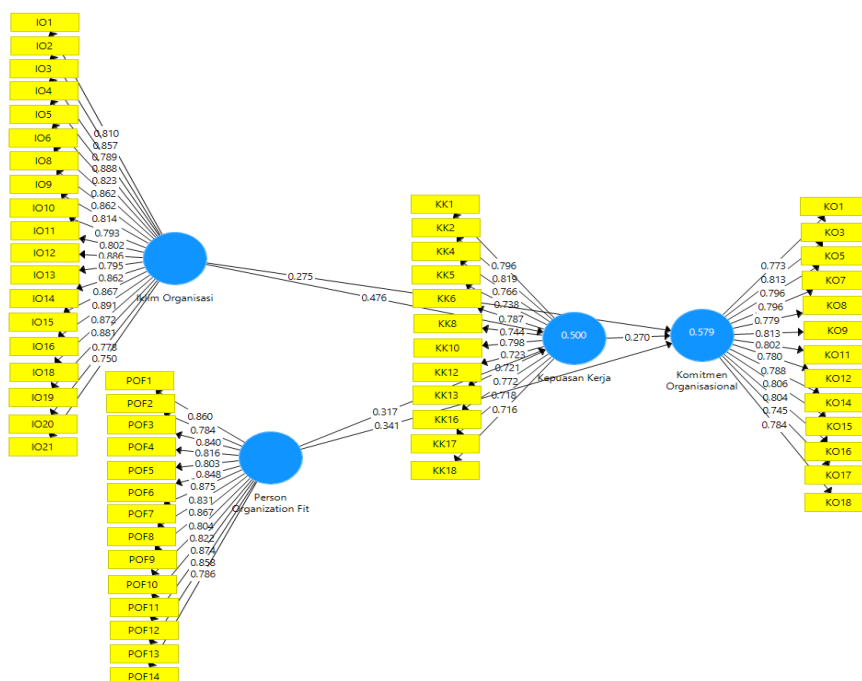 IO1
IO2
IO3
IO4
IO5
IO6
IO8
IO9
IO10
IO11
IO12
IO13
IO14
IO15
IO16
IO18
IO19
IO20
IO21
0.810
0.857
0.789
0.888
0.823
0.862
0.862
0.814
0.793
0.802
0.886
0.795
0.862
0.867
0.891
0.872
0.881
0.778
0.750
Iklim Organisasi
0.275
0.476
POF1
POF2
POF3
POF4
POF5
POF6
POF7
POF8
POF9
POF10
POF11
POF12
POF13
POF14
0.860
0.784
0.840
0.816
0.803
0.848
0.875
0.831
0.867
0.804
0.822
0.874
0.858
0.786
Person
Organization Fit
0.317
0.341
KK1
KK2
KK4
KK5
KK6
KK8
KK10
KK12
KK13
KK16
KK17
KK18
0.796
0.819
0.766
0.738
0.787
0.744
0.798
0.723
0.721
0.772
0.718
0.716
0.500
Kepuasan Kerja
0.270
0.579
Komitmen
Organisasional
0.773
0.813
0.796
0.796
0.779
0.813
0.802
0.780
0.788
0.806
0.804
0.745
0.784
KO1
KO3
KO5
KO7
KO8
KO9
KO11
KO12
KO14
KO15
KO16
KO17
KO18